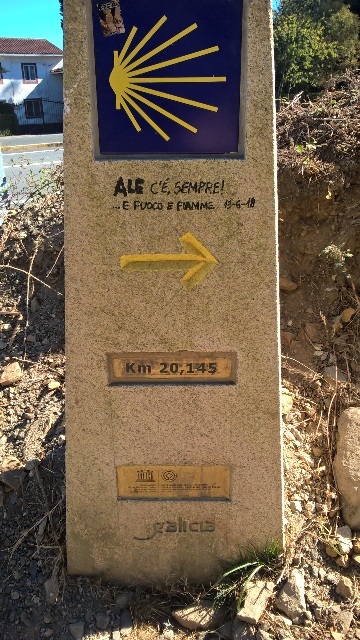 ALE C'É, SEMPRE!
... E FUOCO E FIAMME 13-6-18
Km 20,145
galicia